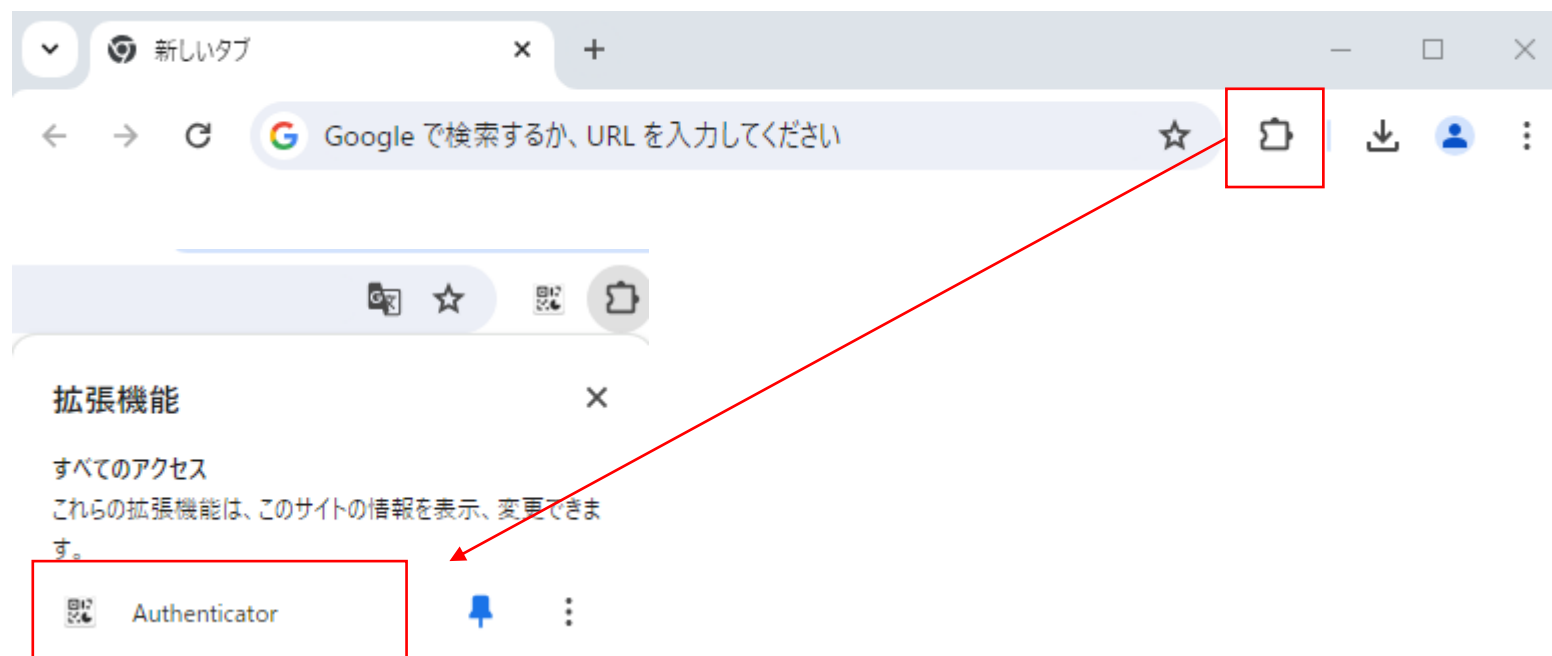 新しいタブ
Google で検索するか、URL を入力してください
拡張機能
すべてのアクセス
これらの拡張機能は、このサイトの情報を表示、変更できま
す。
Authenticator